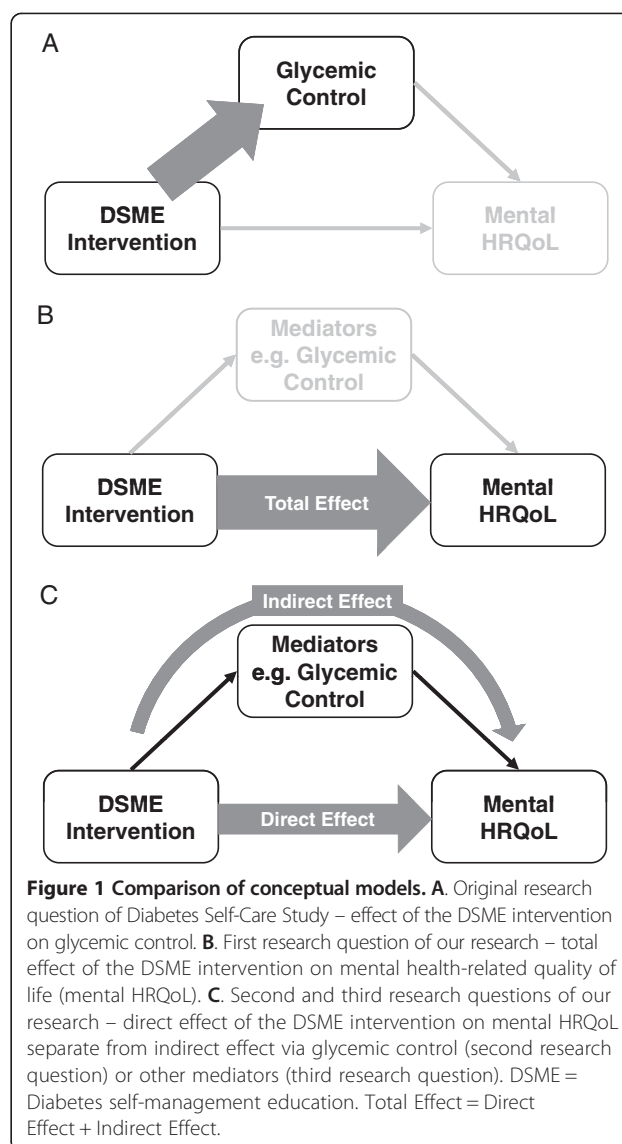 A
Glycemic
Control
DSME
Intervention
Mental
HRQoL
B
Mediators
e.g. Glycemic
Control
DSME
Intervention
Total Effect
Mental
HRQoL
C
Indirect Effect
Mediators
e.g. Glycemic
Control
DSME
Intervention
Direct Effect
Mental
HRQoL
Figure 1 Comparison of conceptual models. A. Original research
question of Diabetes Self-Care Study – effect of the DSME intervention
on glycemic control. B. First research question of our research – total
effect of the DSME intervention on mental health-related quality of
life (mental HRQoL). C. Second and third research questions of our
research – direct effect of the DSME intervention on mental HRQoL
separate from indirect effect via glycemic control (second research
question) or other mediators (third research question). DSME =
Diabetes self-management education. Total Effect = Direct
Effect + Indirect Effect.